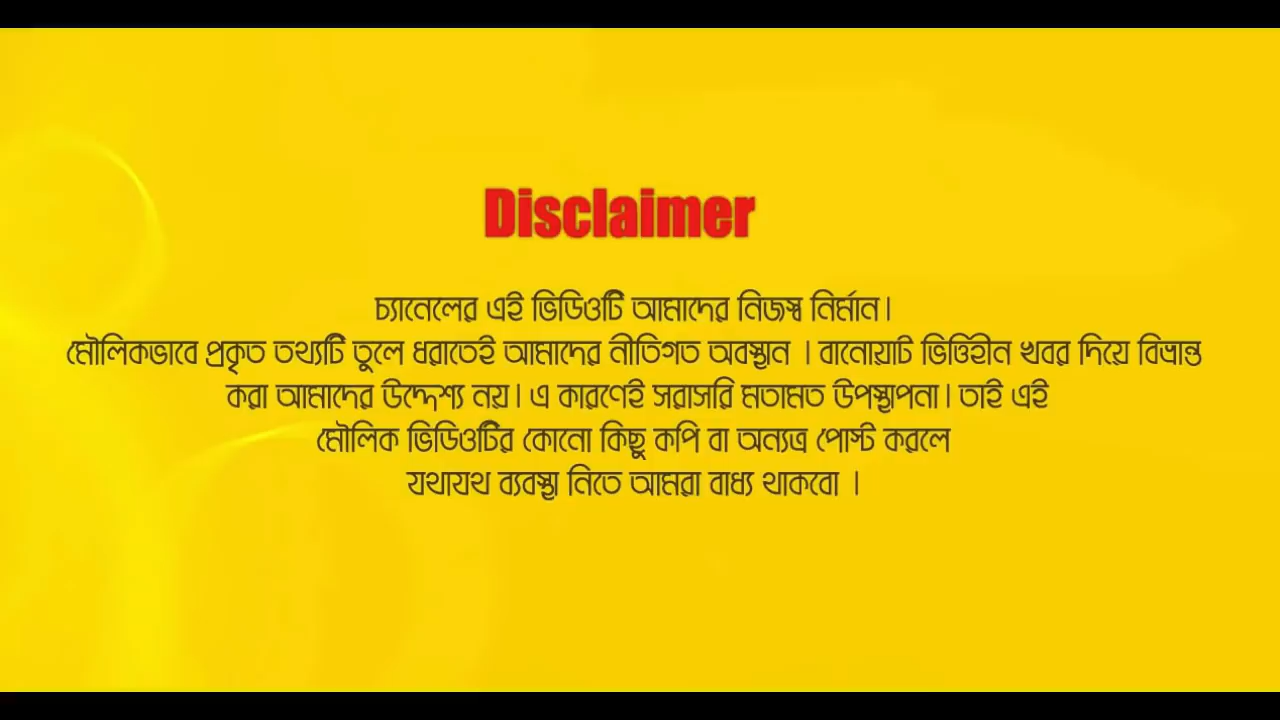 Disclaimer
চ্যানেলের এই ভিডিওটি আমাদের নিজস্ব নির্মান।
মৌলিকভাবে প্রকৃত তথ্যটি তুলে ধরাতেই আমাদের নীতিগত অবস্থান । বানোয়াট ভিত্তিহীন খবর দিয়ে বিভ্রান্ত
করা আমাদের উদ্দেশ্য নয়। এ কারণেই সরাসরি মতামত উপস্থাপনা। তাই এই
মৌলিক ভিডিওটির কোনো কিছু কপি বা অন্যত্র পোস্ট করলে
যথাযথ ব্যবস্থা নিতে আমরা বাধ্য থাকবো ।